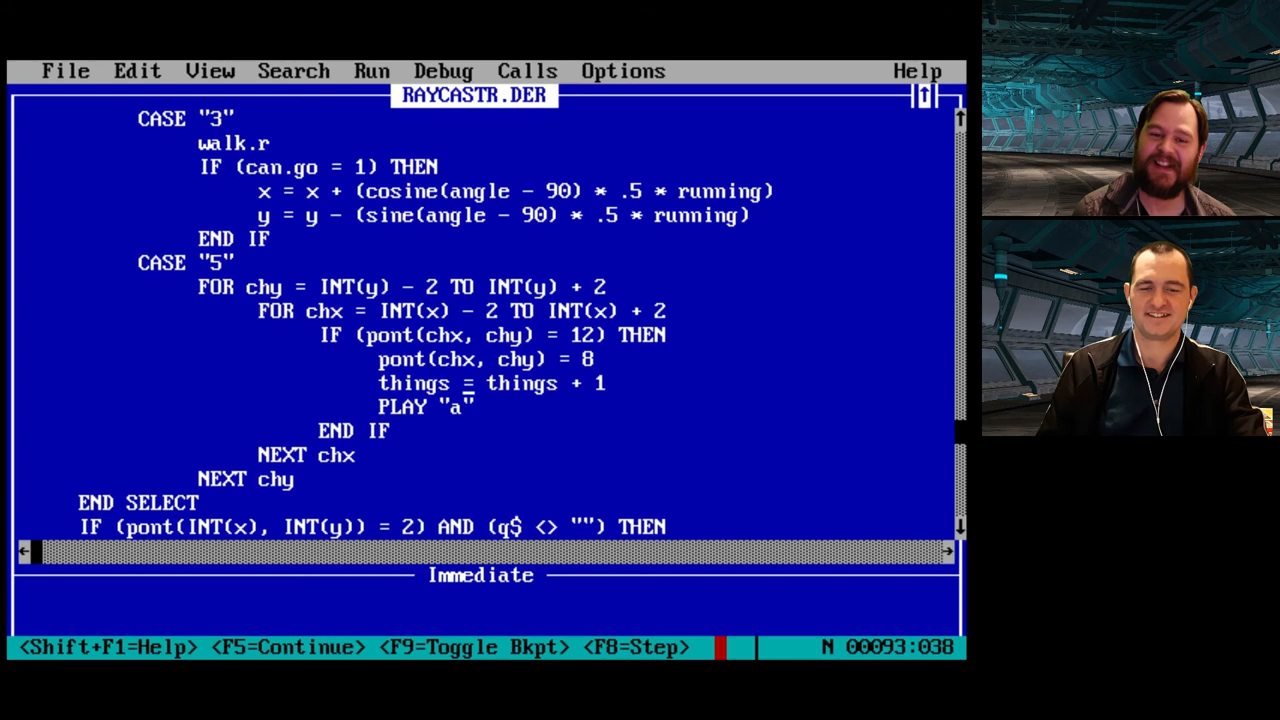 File Edit View Search Run Debug Calls Options Help
RAYCASTR.DER
CASE "3"
walk.r
IF (can.go = 1) THEN
x = x + (cosine(angle - 90) * .5 * running)
y = y - (sine(angle - 90) * .5 * running)
END IF
CASE "5"
FOR chy = INT(y) - 2 TO INT(y) + 2
FOR chx = INT(x) - 2 TO INT(x) + 2
IF (pont(chx, chy) = 12) THEN
pont(chx, chy) = 8
things = things + 1
PLAY "a"
END IF
NEXT chx
NEXT chy
END SELECT
IF (pont(INT(x), INT(y)) = 2) AND (q$ <> "") THEN
Immediate
<Shift+F1=Help> <F5=Continue> <F9=Toggle Bkpt> <F8=Step> N 00093:038